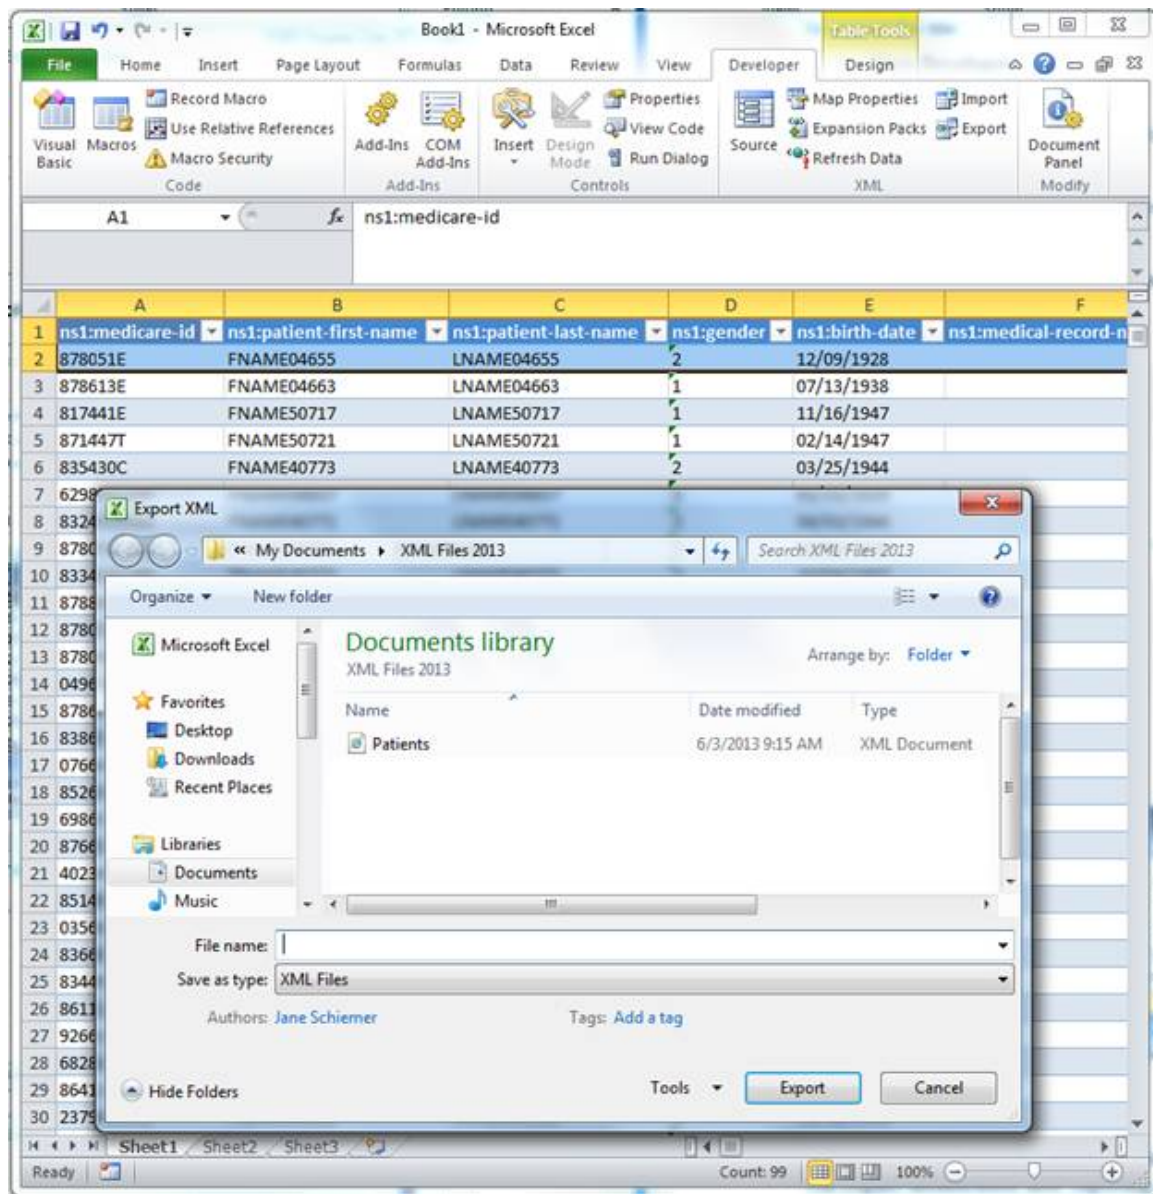 Book1 - Microsoft Excel
Table Tools
File Home Insert Page Layout Formulas Data Review View Developer Design
Visual Basic
Macros
Record Macro
Use Relative References
Macro Security
Code
Add-Ins
COM Add-Ins
Add-Ins
Insert
Design Mode
Properties
View Code
Run Dialog
Controls
Source
Map Properties
Expansion Packs
Refresh Data
Import
Export
XML
Document Panel
Modify
A1 fx ns1:medicare-id
A B C D E F
1 ns1:medicare-id ns1:patient-first-name ns1:patient-last-name ns1:gender ns1:birth-date ns1:medical-record-n
2 878051E FNAME04655 LNAME04655 2 12/09/1928
3 878613E FNAME04663 LNAME04663 1 07/13/1938
4 817441E FNAME50717 LNAME50717 1 11/16/1947
5 871447T FNAME50721 LNAME50721 1 02/14/1947
6 835430C FNAME40773 LNAME40773 2 03/25/1944
7 6298
8 8324
9 8780
10 8334
11 8788
12 8780
13 8780
14 0496
15 8786
16 8386
17 0766
18 8526
19 6986
20 8766
21 4023
22 8514
23 0356
24 8366
25 8344
26 8611
27 9266
28 6828
29 8641
30 2379
Export XML
« My Documents XML Files 2013
Search XML Files 2013
Organize New folder
Microsoft Excel
Favorites
Desktop
Downloads
Recent Places
Libraries
Documents
Music
Documents library
XML Files 2013
Arrange by: Folder
Name Date modified Type
Patients 6/3/2013 9:15 AM XML Document
File name:
Save as type: XML Files
Authors: Jane Schiemer Tags: Add a tag
Hide Folders Tools Export Cancel
Sheet1 Sheet2 Sheet3
Ready Count: 99 100%